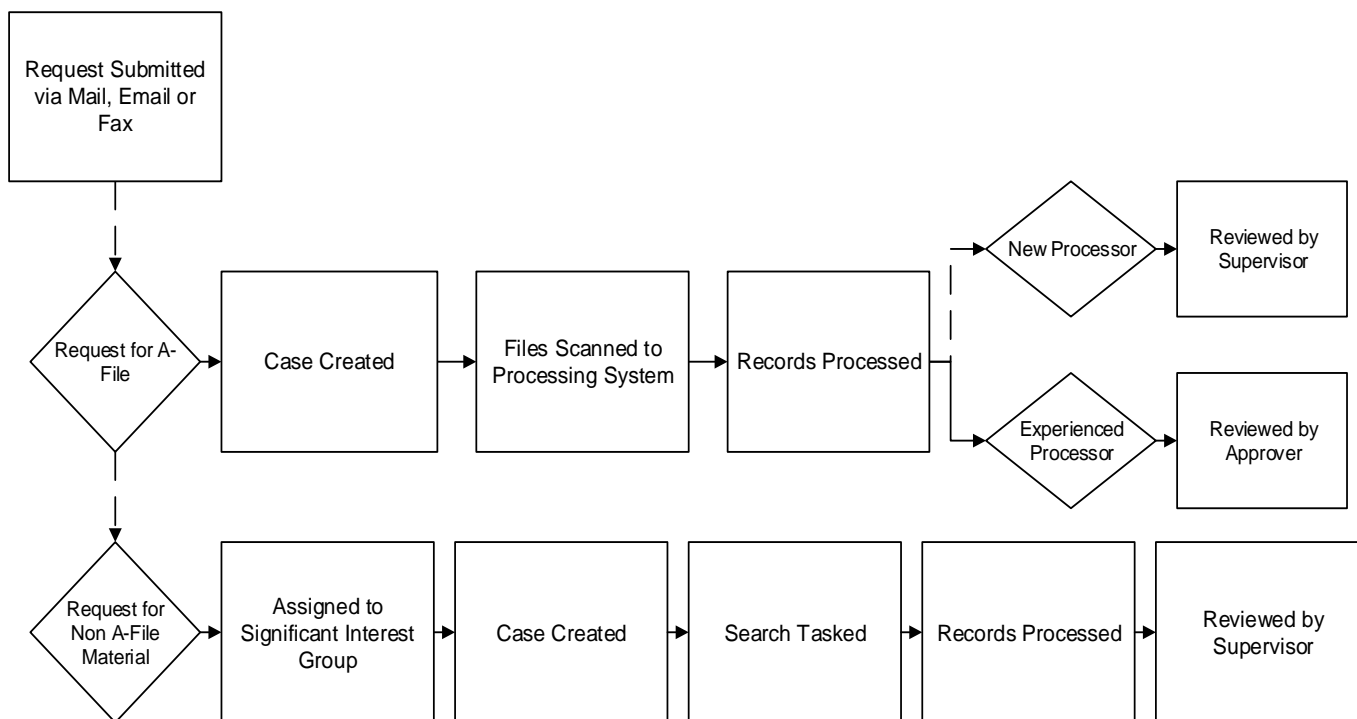 Request Submitted
via Mail, Email or
Fax
New Processor
Reviewed by
Supervisor
Request for A-
File
Case Created
Files Scanned to
Processing System
Records Processed
Experienced
Processor
Reviewed by
Approver
Request for
Non A-File
Material
Assigned to
Significant Interest
Group
Case Created
Search Tasked
Records Processed
Reviewed by
Supervisor